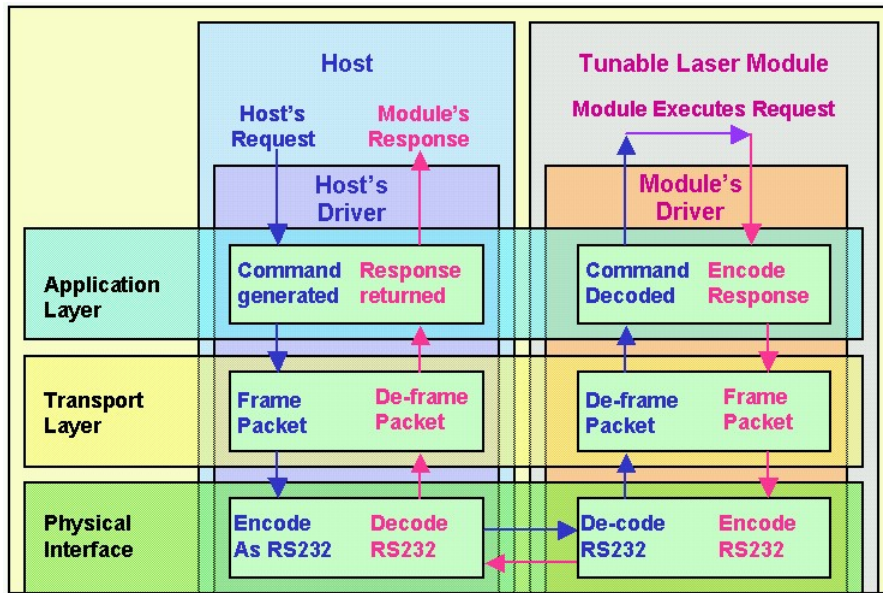 Host
Tunable Laser Module
Host's
Request
Module's
Response
Module Executes Request
Host's
Driver
Module's
Driver
Application
Layer
Command
generated
Response
returned
Command
Decoded
Encode
Response
Transport
Layer
Frame
Packet
De-frame
Packet
De-frame
Packet
Frame
Packet
Physical
Interface
Encode
As RS232
Decode
RS232
De-code
RS232
Encode
RS232